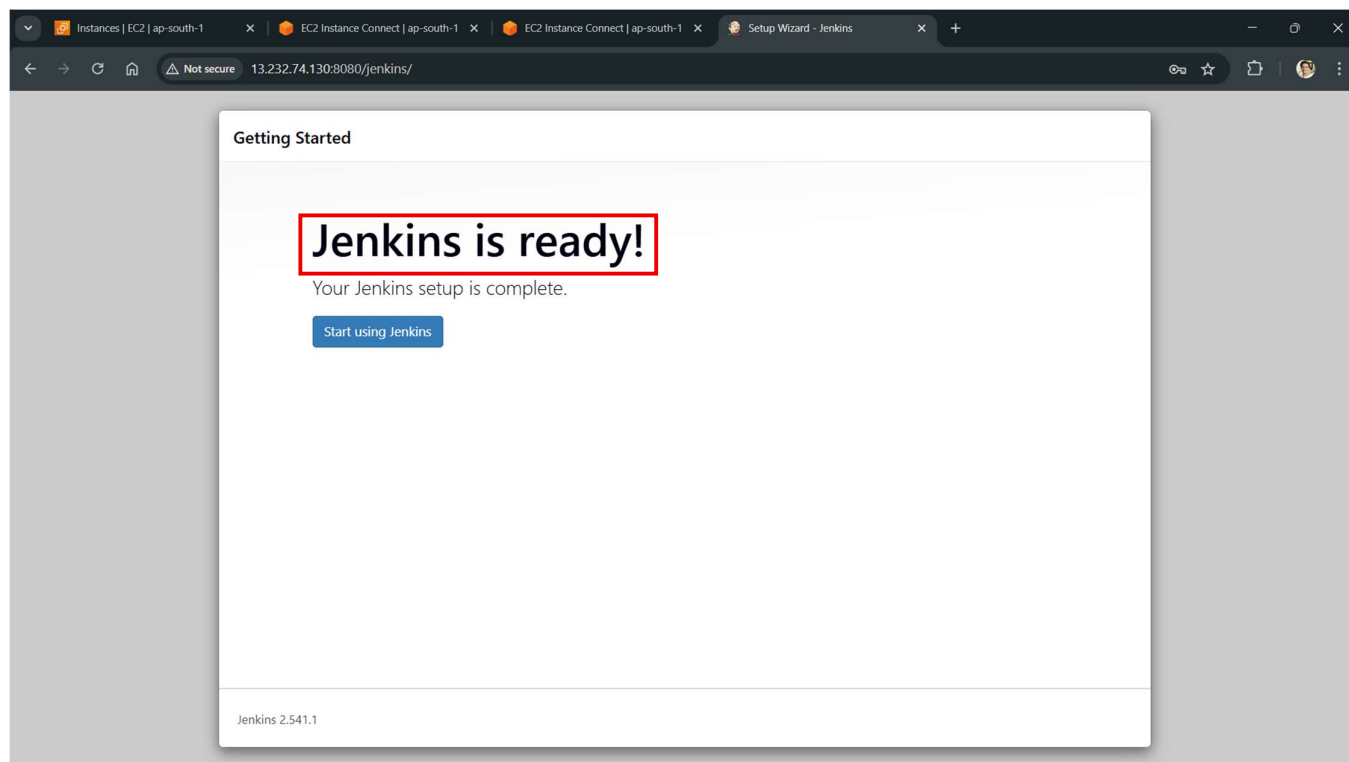 Instances | EC2 | ap-south-1
EC2 Instance Connect | ap-south-1
EC2 Instance Connect | ap-south-1
Setup Wizard - Jenkins
Not secure
13.232.74.130:8080/jenkins/
Getting Started
Jenkins is ready!
Your Jenkins setup is complete.
Start using Jenkins
Jenkins 2.541.1